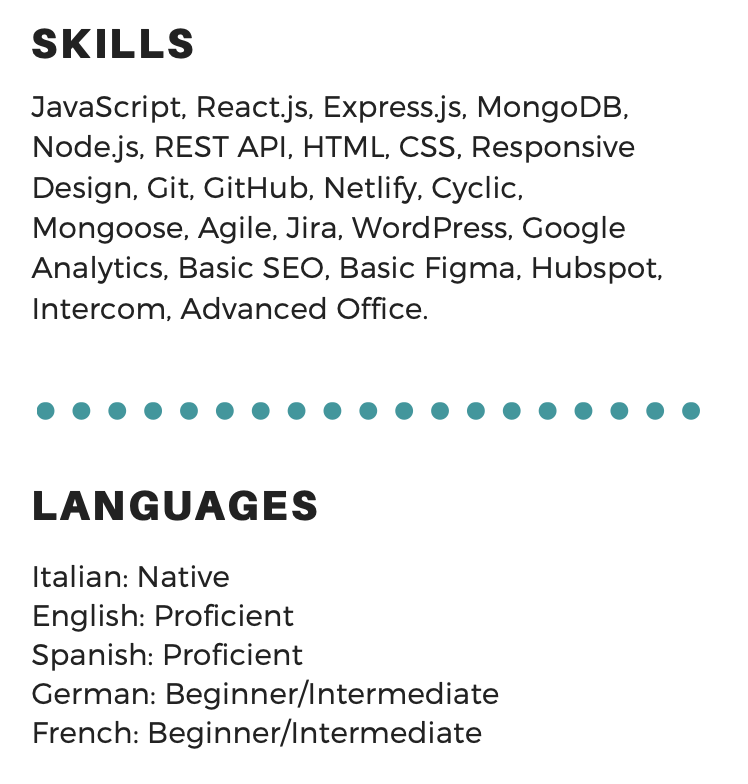 SKILLS
JavaScript, React.js, Express.js, MongoDB,
Node.js, REST API, HTML, CSS, Responsive
Design, Git, GitHub, Netlify, Cyclic,
Mongoose, Agile, Jira, WordPress, Google
Analytics, Basic SEO, Basic Figma, Hubspot,
Intercom, Advanced Office.
LANGUAGES
Italian: Native
English: Proficient
Spanish: Proficient
German: Beginner/Intermediate
French: Beginner/Intermediate